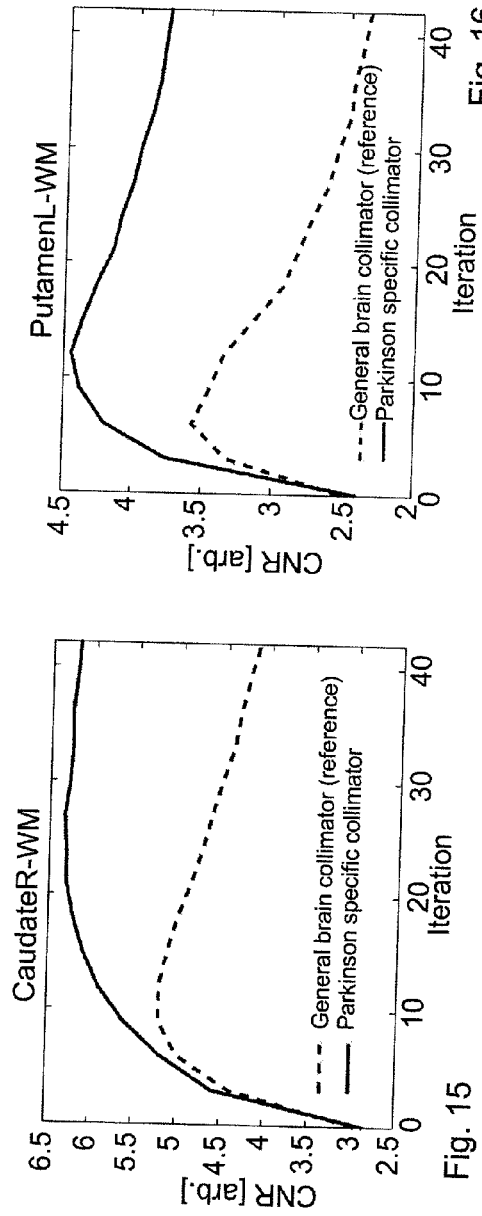 CaudateR-WM
CNR [arb.]
6.5
6
5.5
5
4.5
4
3.5
3
2.5
0
10
20
30
40
Iteration
General brain collimator (reference)
Parkinson specific collimator
Fig. 15
PutamenL-WM
CNR [arb.]
4.5
4
3.5
3
2.5
2
0
10
20
30
40
Iteration
General brain collimator (reference)
Parkinson specific collimator
Fig. 16